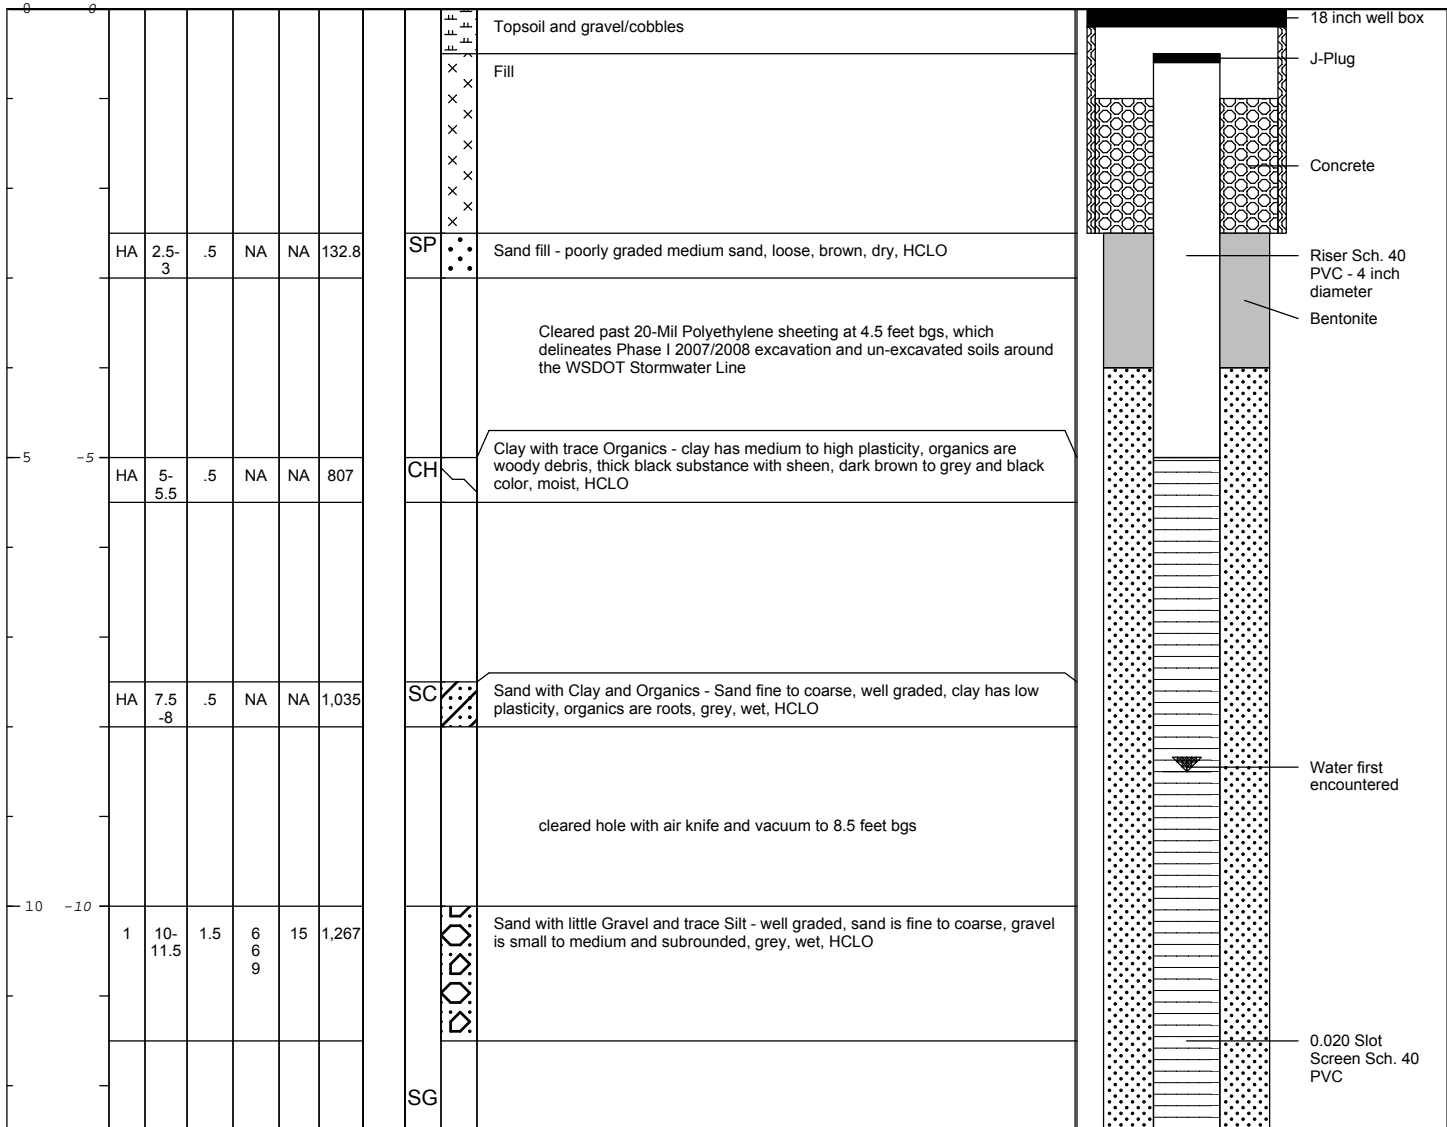 0 0
Topsoil and gravel/cobbles
18 inch well box
J-Plug
Fill
Concrete
HA 2.5- .5 NA NA 132.8 SP Sand fill - poorly graded medium sand, loose, brown, dry, HCLO
3
Riser Sch. 40
PVC - 4 inch
diameter
Bentonite
Cleared past 20-Mil Polyethylene sheeting at 4.5 feet bgs, which
delineates Phase I 2007/2008 excavation and un-excavated soils around
the WSDOT Stormwater Line
5 -5
HA 5- .5 NA NA 807 CH
5.5
Clay with trace Organics - clay has medium to high plasticity, organics are
woody debris, thick black substance with sheen, dark brown to grey and black
color, moist, HCLO
HA 7.5 .5 NA NA 1,035 SC
-8
Sand with Clay and Organics - Sand fine to coarse, well graded, clay has low
plasticity, organics are roots, grey, wet, HCLO
Water first
encountered
cleared hole with air knife and vacuum to 8.5 feet bgs
10 -10
1 10- 1.5 6 15 1,267
11.5 6
9
Sand with little Gravel and trace Silt - well graded, sand is fine to coarse, gravel
is small to medium and subrounded, grey, wet, HCLO
0.020 Slot
Screen Sch. 40
PVC
SG